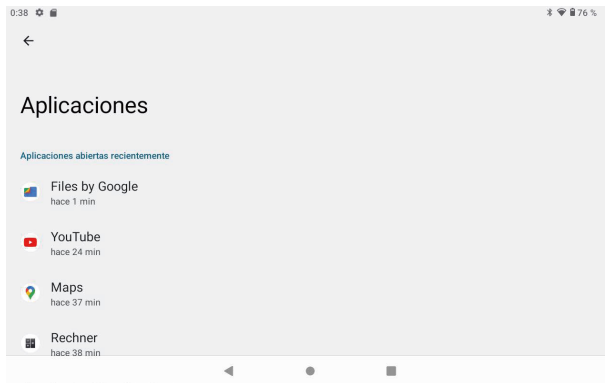 0:38
76 %
Aplicaciones
Aplicaciones abiertas recientemente
Files by Google
hace 1 min
YouTube
hace 24 min
Maps
hace 37 min
Rechner
hace 38 min